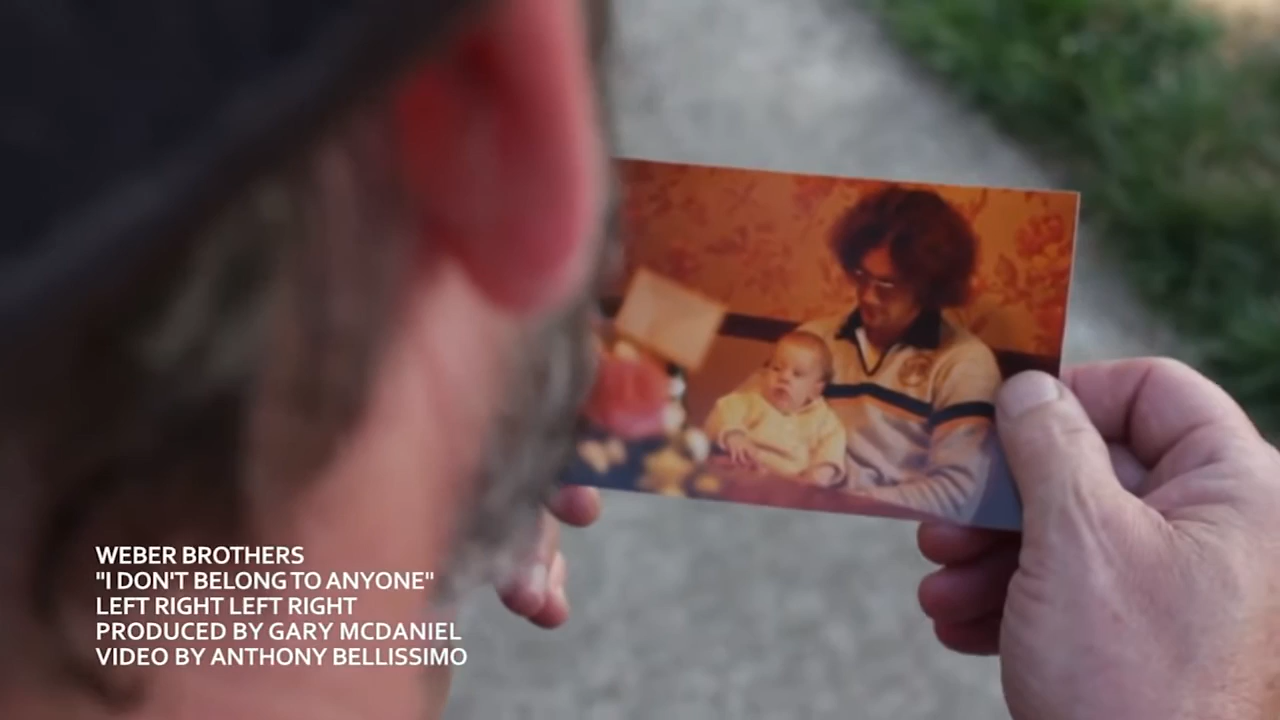 WEBER BROTHERS
"I DON'T BELONG TO ANYONE"
LEFT RIGHT LEFT RIGHT
PRODUCED BY GARY MCDANIEL
VIDEO BY ANTHONY BELLISSIMO